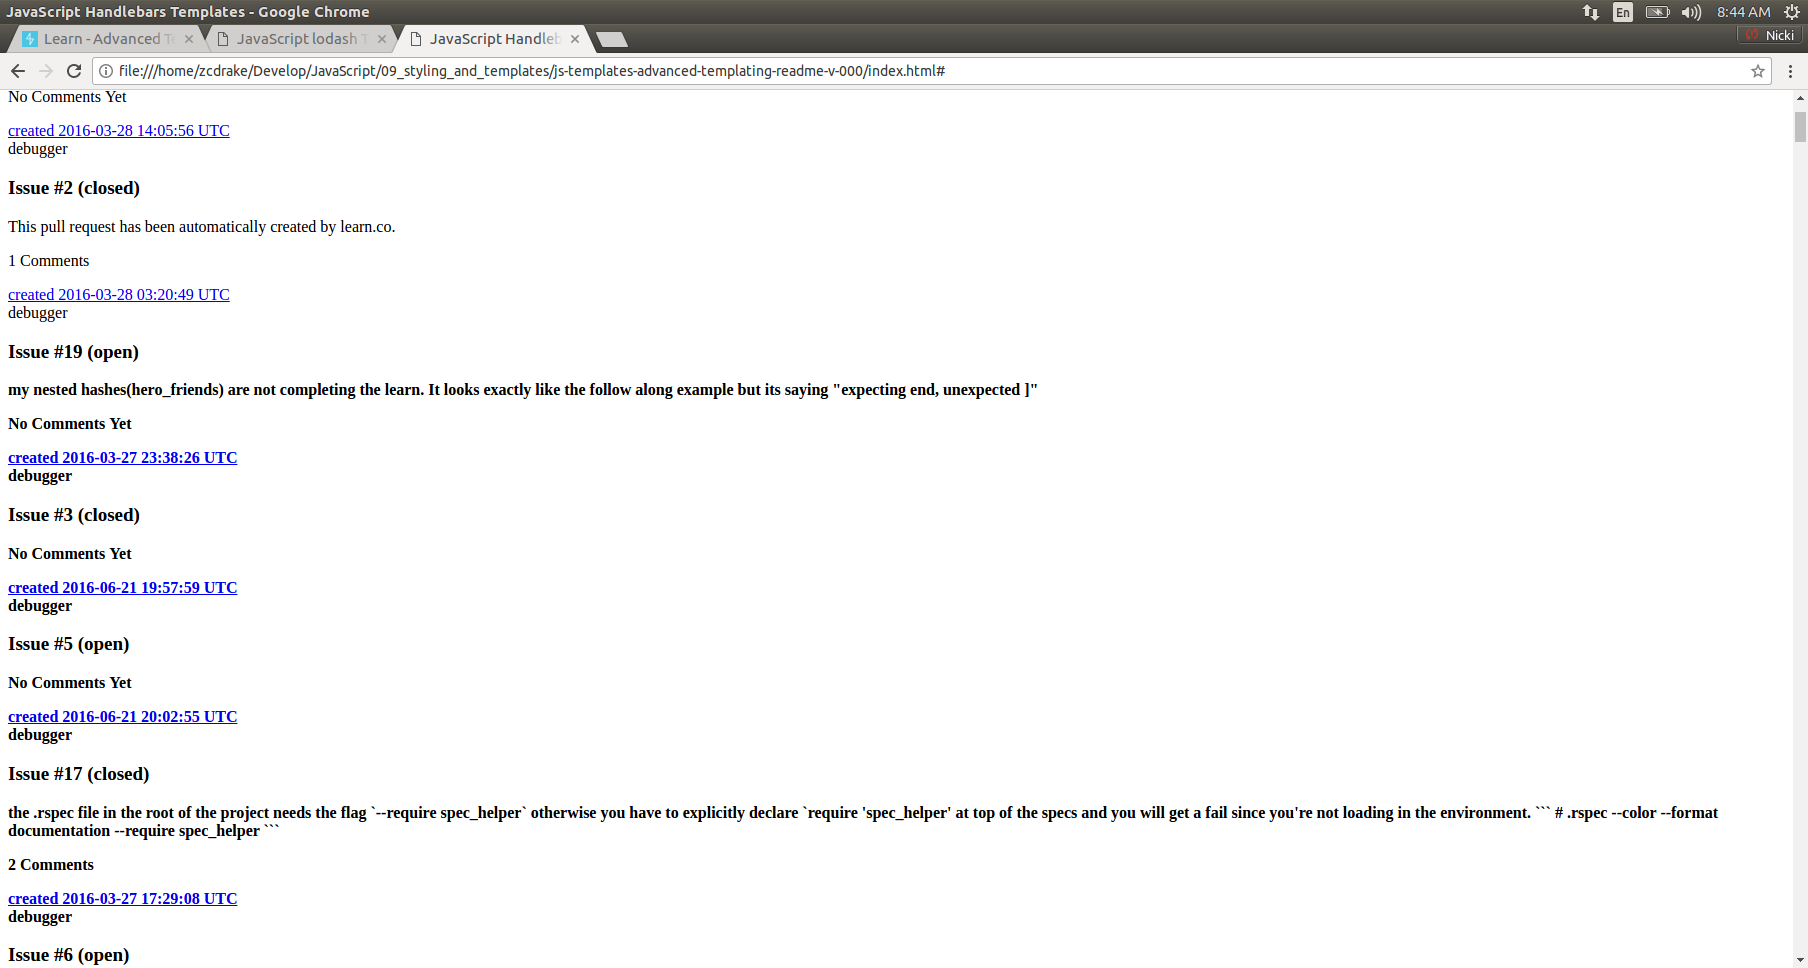 JavaScript Handlebars Templates - Google Chrome
En
8:44 AM
Learn - Advanced Te
JavaScript lodash T
JavaScript Handleb
Nicki
file:///home/zcdrake/Develop/JavaScript/09_styling_and_templates/js-templates-advanced-templating-readme-v-000/index.html#
No Comments Yet
created 2016-03-28 14:05:56 UTC
debugger
Issue #2 (closed)
This pull request has been automatically created by learn.co.
1 Comments
created 2016-03-28 03:20:49 UTC
debugger
Issue #19 (open)
my nested hashes(hero_friends) are not completing the learn. It looks exactly like the follow along example but its saying "expecting end, unexpected ]"
No Comments Yet
created 2016-03-27 23:38:26 UTC
debugger
Issue #3 (closed)
No Comments Yet
created 2016-06-21 19:57:59 UTC
debugger
Issue #5 (open)
No Comments Yet
created 2016-06-21 20:02:55 UTC
debugger
Issue #17 (closed)
the .rspec file in the root of the project needs the flag `--require spec_helper` otherwise you have to explicitly declare `require 'spec_helper' at top of the specs and you will get a fail since you're not loading in the environment. ``` # .rspec --color --format
documentation --require spec_helper ```
2 Comments
created 2016-03-27 17:29:08 UTC
debugger
Issue #6 (open)